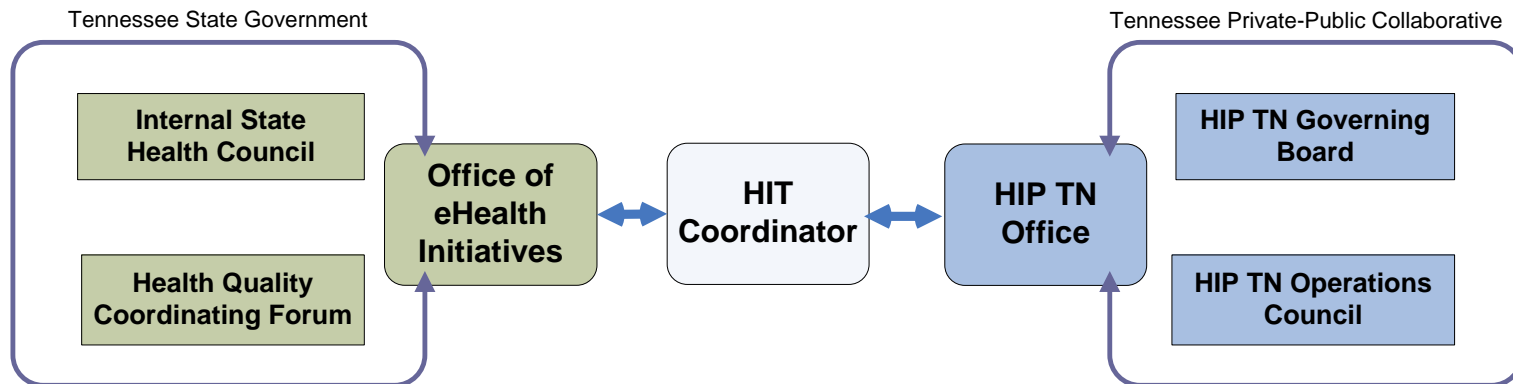 Tennessee State Government
Internal State
Health Council
Health Quality
Coordinating Forum
Office of
eHealth
Initiatives
HIT
Coordinator
HIP TN
Office
Tennessee Private-Public Collaborative
HIP TN Governing
Board
HIP TN Operations
Council